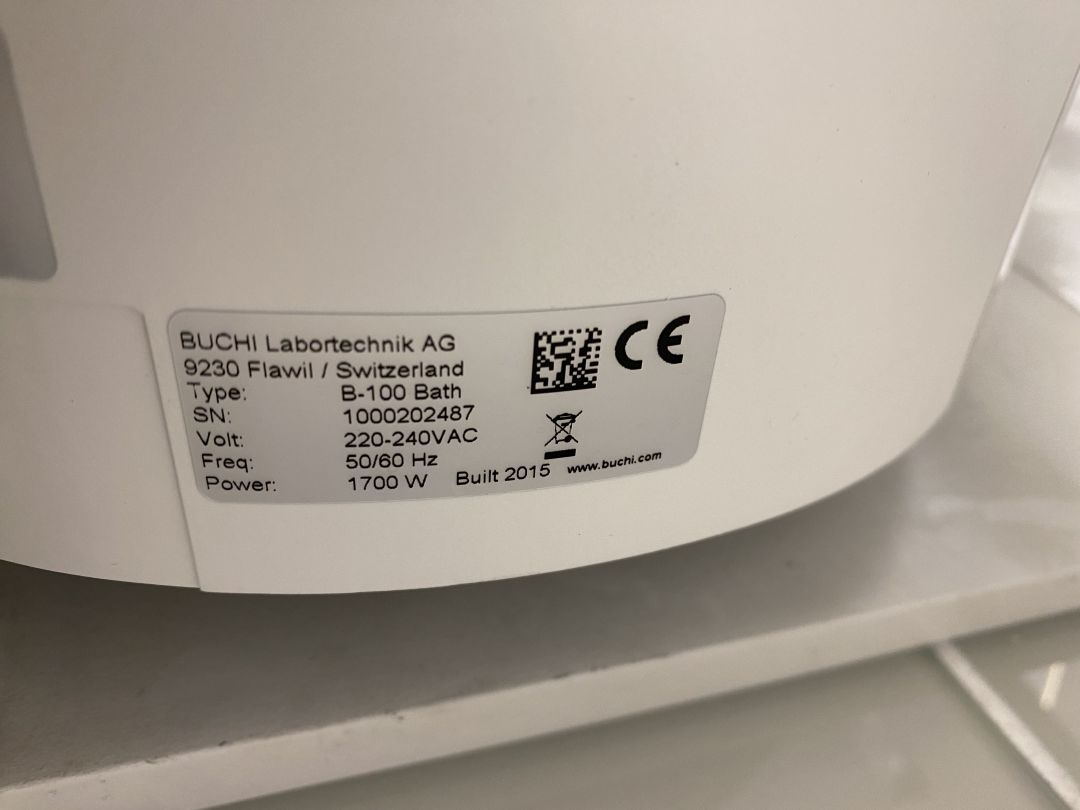 BUCHI Labortechnik AG
9230 Flawil / Switzerland
Type: B-100 Bath
SN: 1000202487
Volt: 220-240VAC
Freq: 50/60 Hz
Power: 1700 W Built 2015 www.buchi.com
CE